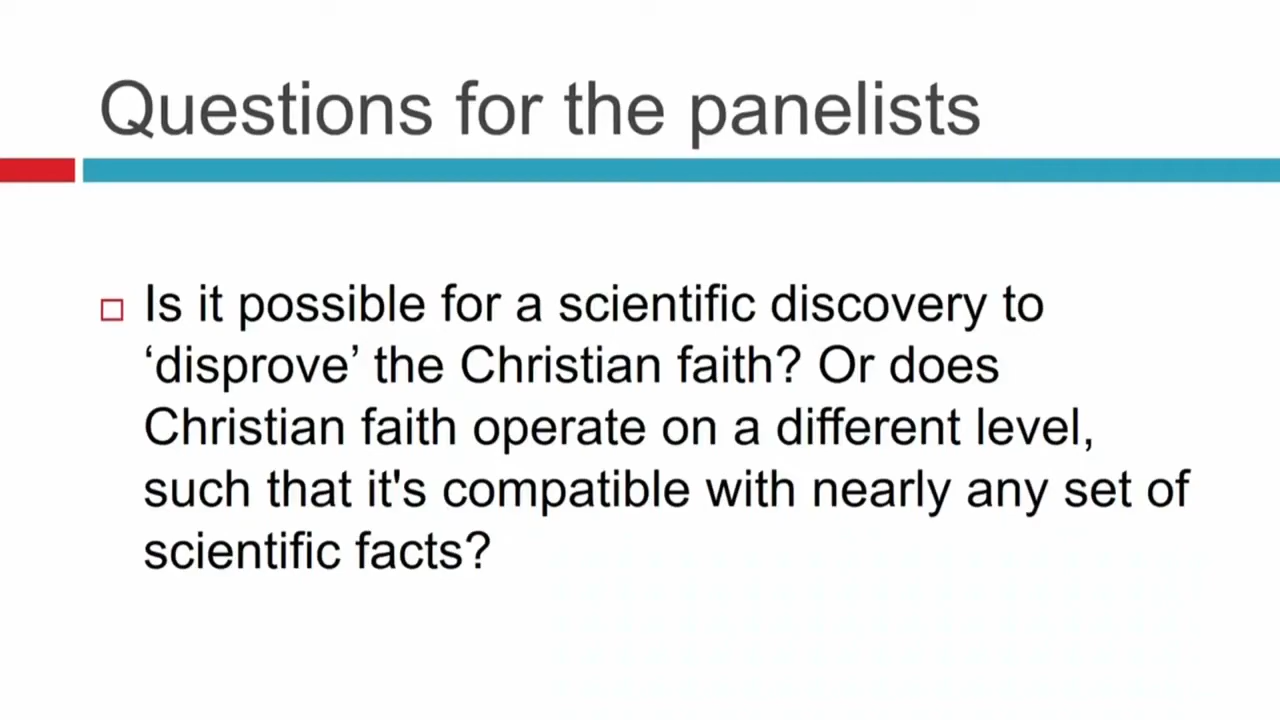 Questions for the panelists
Is it possible for a scientific discovery to
‘disprove’ the Christian faith? Or does
Christian faith operate on a different level,
such that it's compatible with nearly any set of
scientific facts?